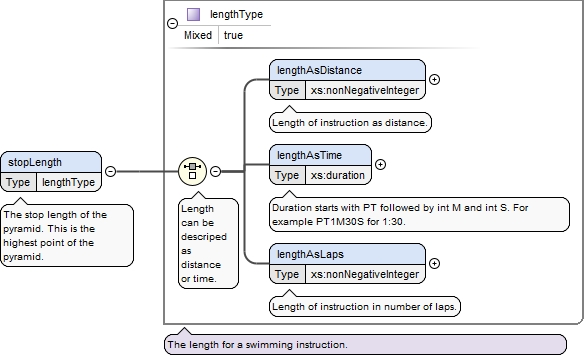 lengthType
Mixed true
lengthAsDistance
Type xs:nonNegativeInteger
Length of instruction as distance.
stopLength
Type lengthType
The stop length of the
pyramid. This is the
highest point of the
pyramid.
Length
can be
descriped
as
distance
or time.
lengthAsTime
Type xs:duration
Duration starts with PT followed by int M and int S. For
example PT1M30S for 1:30.
lengthAsLaps
Type xs:nonNegativeInteger
Length of instruction in number of laps.
The length for a swimming instruction.